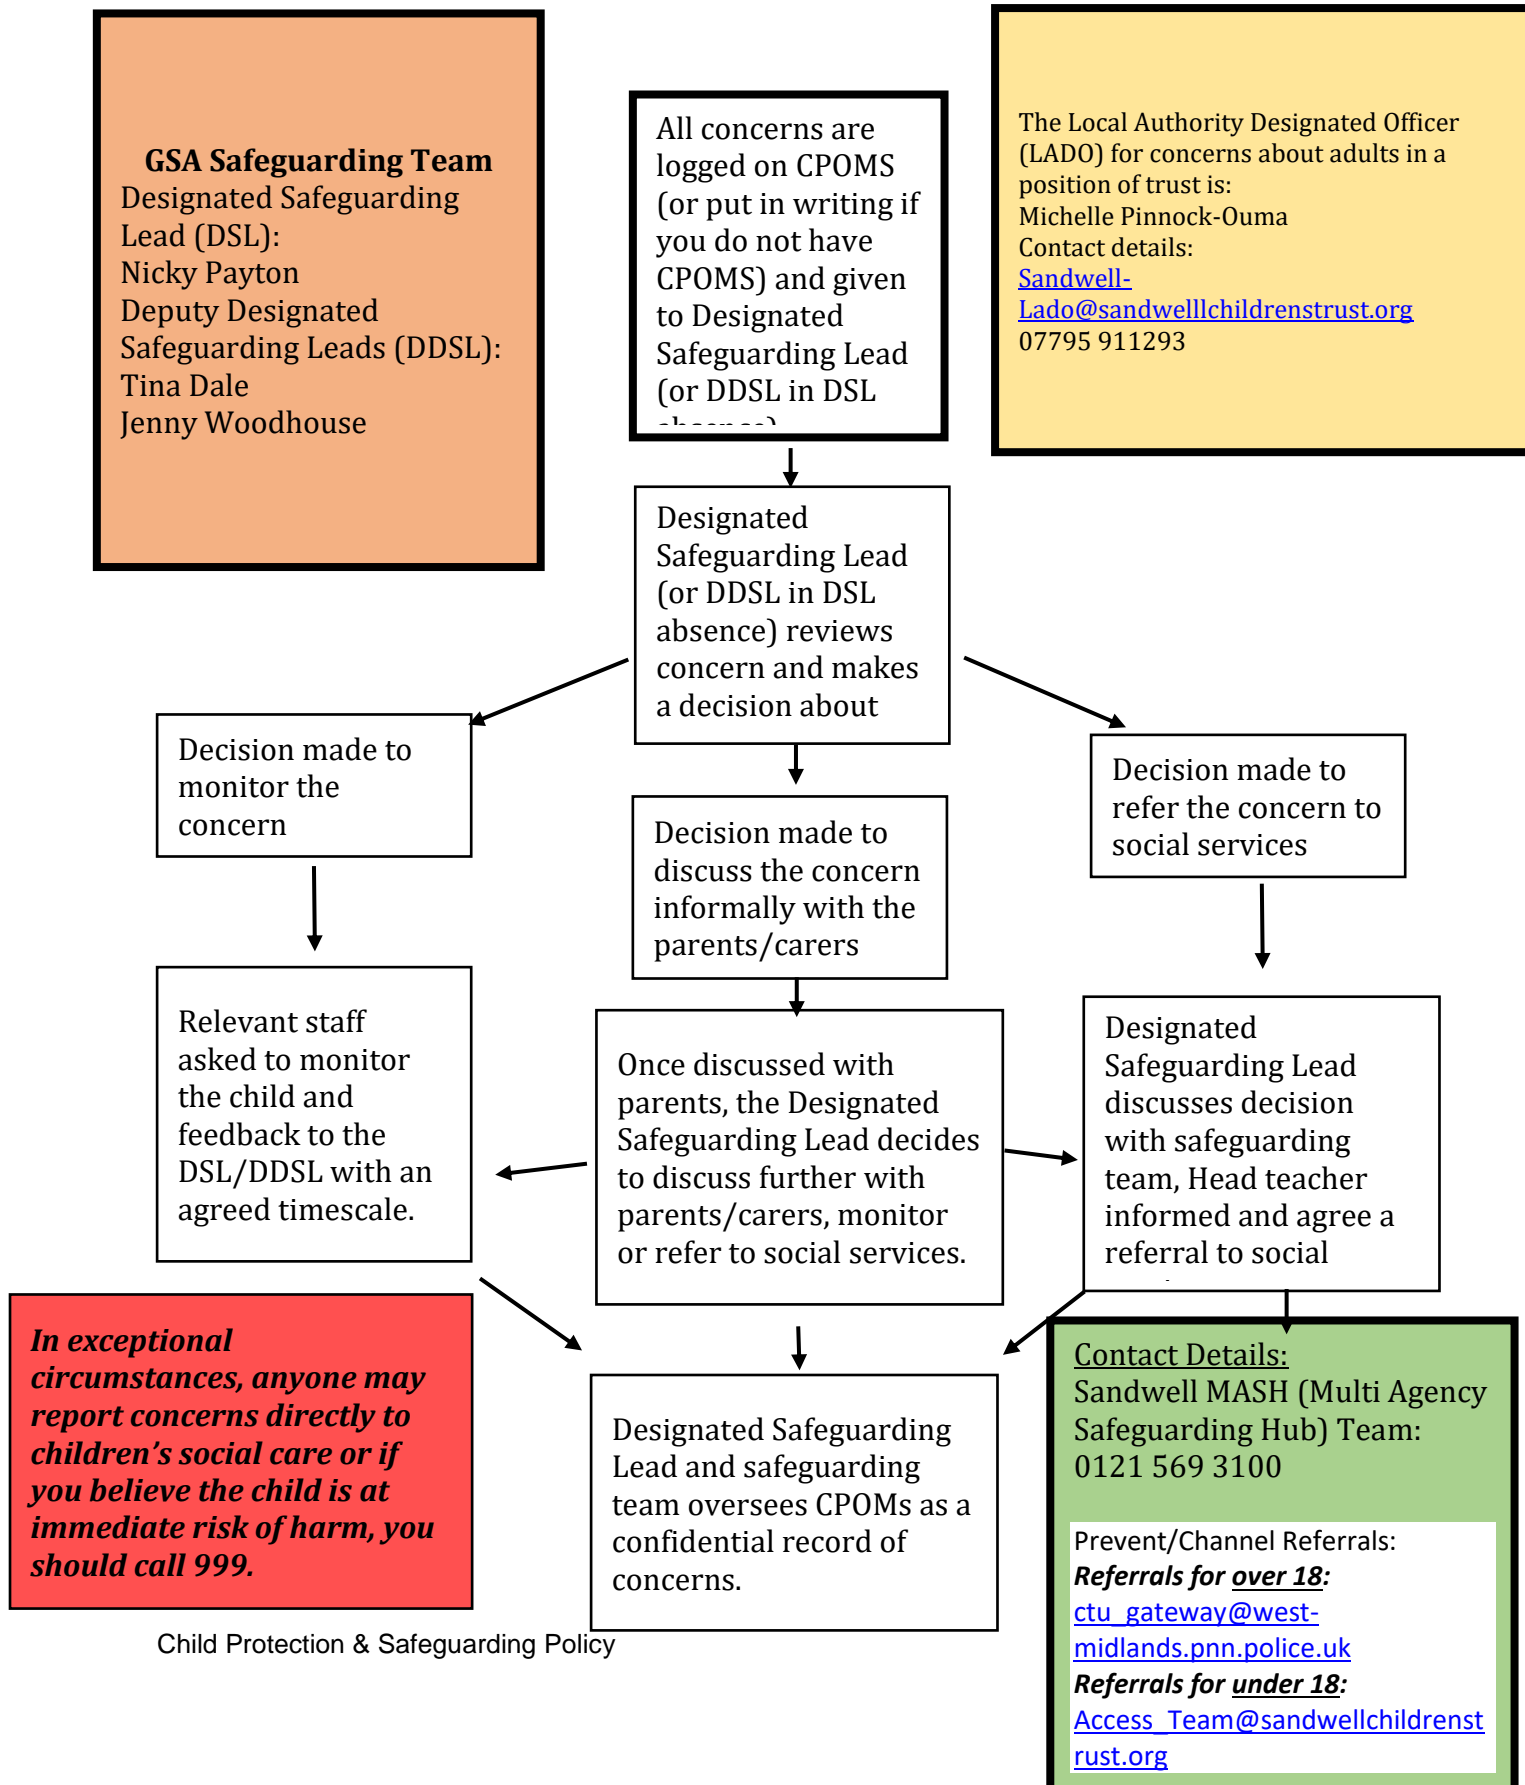 GSA Safeguarding Team
Designated Safeguarding
Lead (DSL):
Nicky Payton
Deputy Designated
Safeguarding Leads (DDSL):
Tina Dale
Jenny Woodhouse
All concerns are
logged on CPOMS
(or put in writing if
you do not have
CPOMS) and given
to Designated
Safeguarding Lead
(or DDSL in DSL
The Local Authority Designated Officer
(LADO) for concerns about adults in a
position of trust is:
Michelle Pinnock-Ouma
Contact details:
Sandwell-
Lado@sandwelllchildrenstrust.org
07795 911293
Designated
Safeguarding Lead
(or DDSL in DSL
absence) reviews
concern and makes
a decision about
Decision made to
monitor the
concern
Decision made to
discuss the concern
informally with the
parents/carers
Decision made to
refer the concern to
social services
Relevant staff
asked to monitor
the child and
feedback to the
DSL/DDSL with an
agreed timescale.
Once discussed with
parents, the Designated
Safeguarding Lead decides
to discuss further with
parents/carers, monitor
or refer to social services.
Designated
Safeguarding Lead
discusses decision
with safeguarding
team, Head teacher
informed and agree a
referral to social
In exceptional
circumstances, anyone may
report concerns directly to
children’s social care or if
you believe the child is at
immediate risk of harm, you
should call 999.
Designated Safeguarding
Lead and safeguarding
team oversees CPOMs as a
confidential record of
concerns.
Contact Details:
Sandwell MASH (Multi Agency
Safeguarding Hub) Team:
0121 569 3100
Prevent/Channel Referrals:
Referrals for over 18:
ctu_gateway@west-
midlands.pnn.police.uk
Referrals for under 18:
Access_Team@sandwellchildrenst
rust.org
Child Protection & Safeguarding Policy